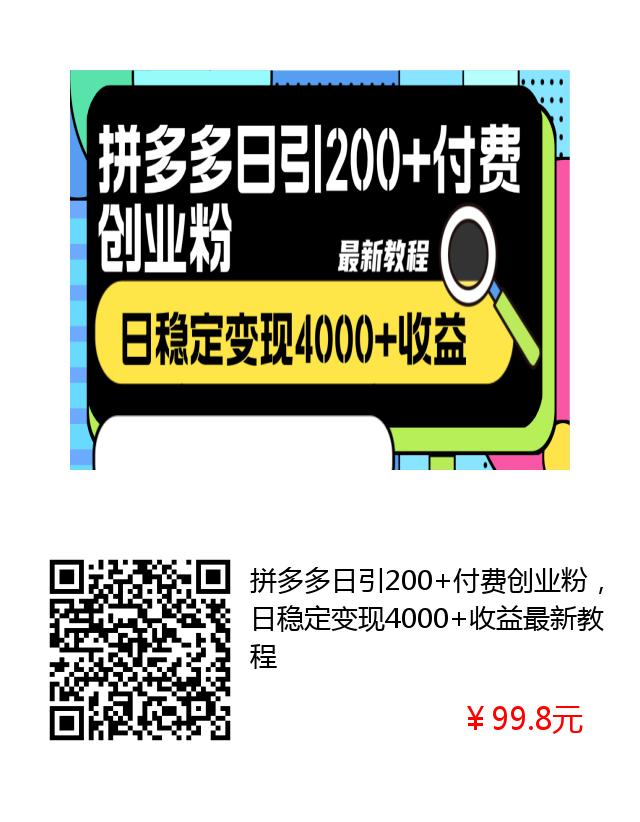 拼多多日引200+付费
创业粉
最新教程
日稳定变现4000+收益
拼多多日引200+付费创业粉，
日稳定变现4000+收益最新教
程
￥99.8元